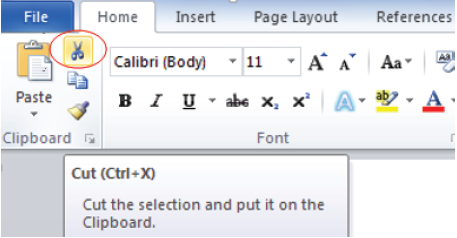 File Home Insert Page Layout References
Calibri (Body) 11 A A Aa
Paste B I U abc X₂ X² A ab A
Clipboard Font
Cut (Ctrl+X)
Cut the selection and put it on the
Clipboard.